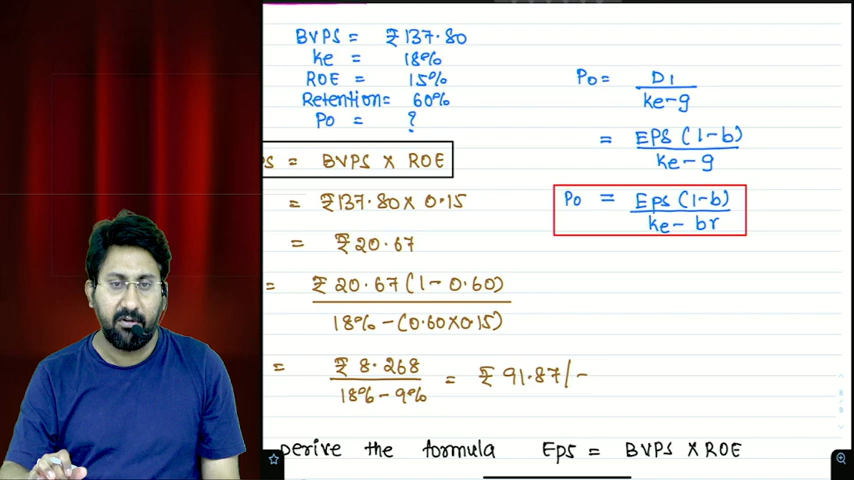 BVPS = ₹137.80
ke = 18%
ROE = 15%
Retention = 60%
Po = ?
PS = BVPS X ROE
= ₹137.80 x 0.15
= ₹20.67
= ₹20.67 (1-0.60)
18% - (0.60x0.15)
= ₹8.268
18% - 9%
= ₹91.87/-
Po = D1
ke-g
= EPS (1-b)
ke-g
Po = Eps (1-b)
ke-br
Derive the formula Eps = BVPS X ROE